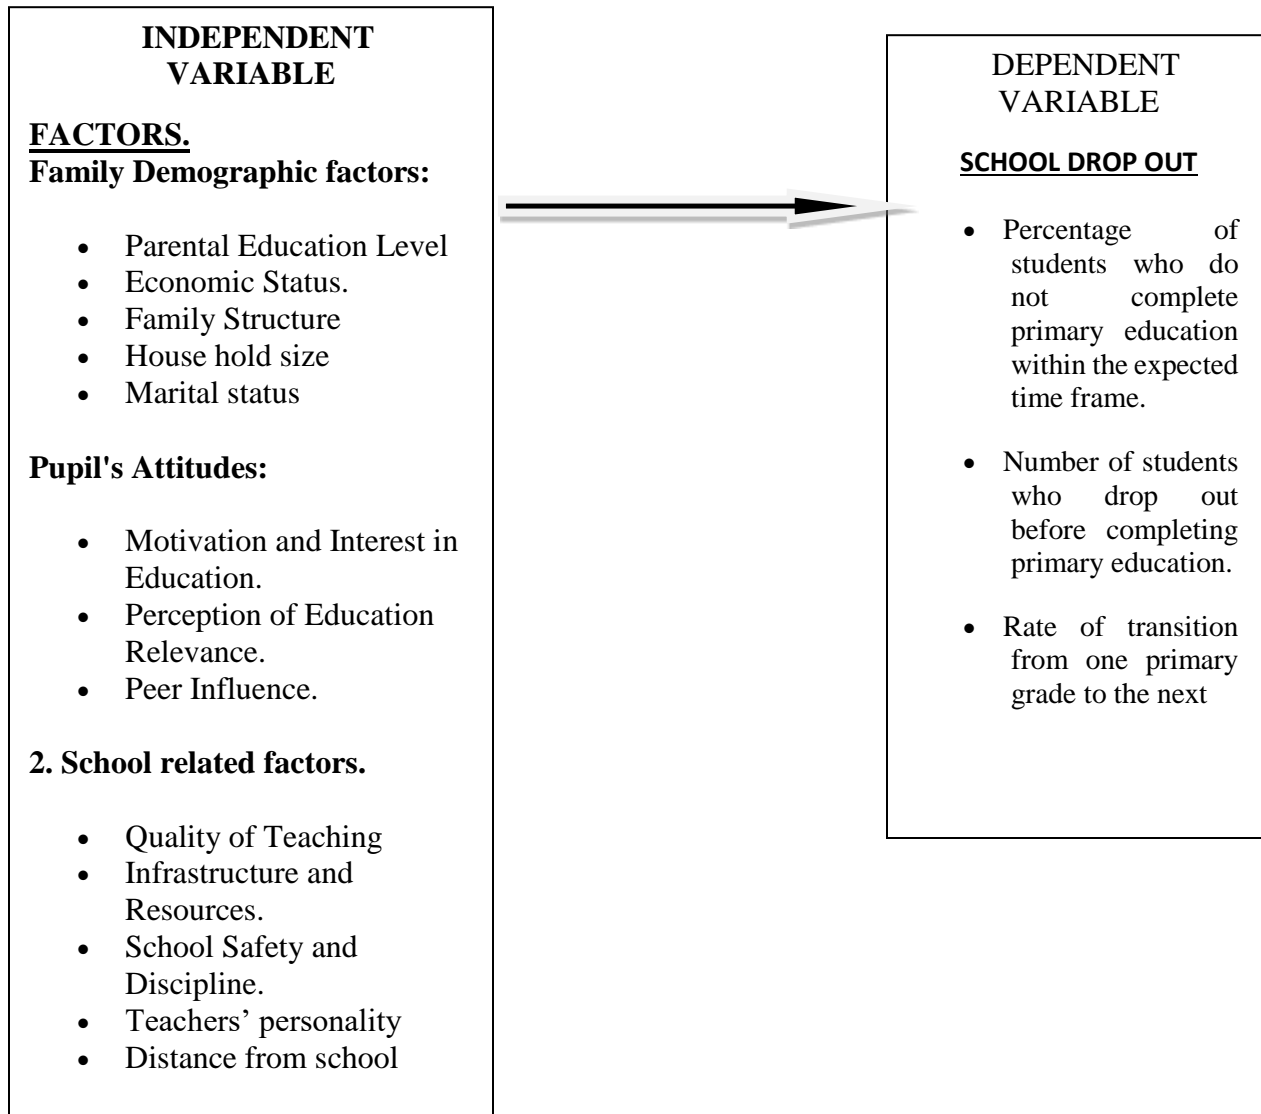 INDEPENDENT
VARIABLE
FACTORS.
Family Demographic factors:
• Parental Education Level
• Economic Status.
• Family Structure
• House hold size
• Marital status
Pupil's Attitudes:
• Motivation and Interest in
Education.
• Perception of Education
Relevance.
• Peer Influence.
2. School related factors.
• Quality of Teaching
• Infrastructure and
Resources.
• School Safety and
Discipline.
• Teachers’ personality
• Distance from school
DEPENDENT
VARIABLE
SCHOOL DROP OUT
• Percentage of
students who do
not complete
primary education
within the expected
time frame.
• Number of students
who drop out
before completing
primary education.
• Rate of transition
from one primary
grade to the next